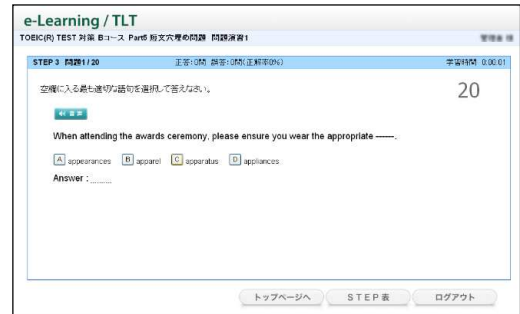 e-Learning / TLT
TOEIC(R) TEST 対策 Bコース Part5 短文穴埋め問題 問題演習1
STEP 3 問題1/20 正答:0問 誤答:0問(正解率0%) 学習時間 0:00:01
空欄に入る最も適切な語句を選択して答えなさい。
20
音声
When attending the awards ceremony, please ensure you wear the appropriate -------.
A appearances B apparel C apparatus D appliances
Answer : ______
トップページへ STEP表 ログアウト